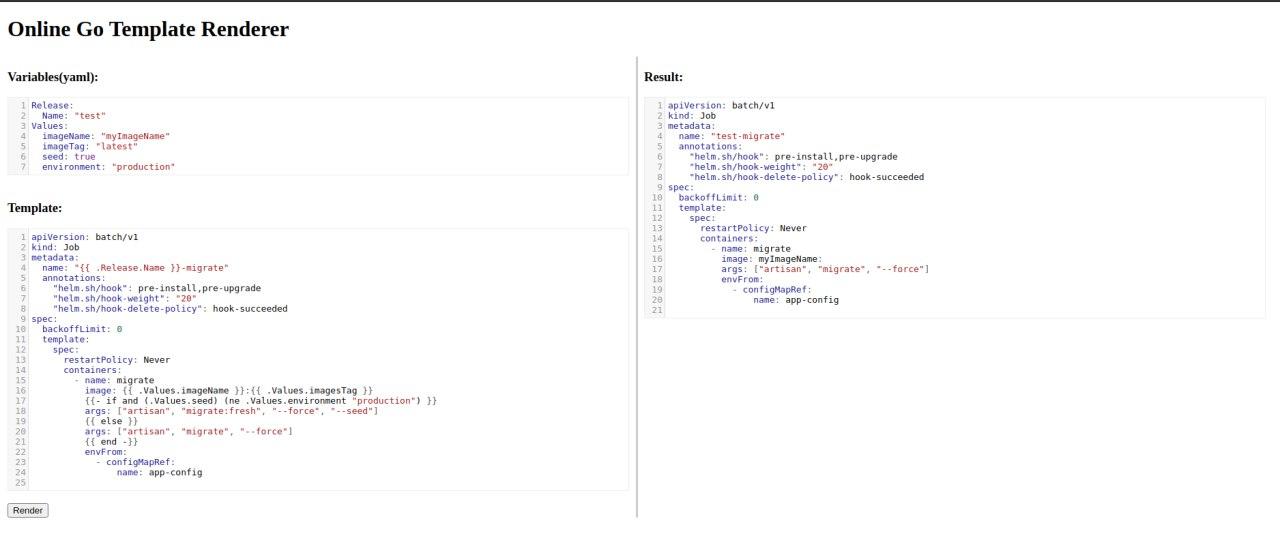 Online Go Template Renderer
Variables(yaml):
1 Release:
2   Name: "test"
3 Values:
4   imageName: "myImageName"
5   imageTag: "latest"
6   seed: true
7   environment: "production"
Template:
1 apiVersion: batch/v1
2 kind: Job
3 metadata:
4   name: "{{ .Release.Name }}-migrate"
5   annotations:
6     "helm.sh/hook": pre-install,pre-upgrade
7     "helm.sh/hook-weight": "20"
8     "helm.sh/hook-delete-policy": hook-succeeded
9 spec:
10   backoffLimit: 0
11   template:
12     spec:
13       restartPolicy: Never
14       containers:
15         - name: migrate
16           image: {{ .Values.imageName }}:{{ .Values.imagesTag }}
17           {{- if and (.Values.seed) (ne .Values.environment "production") }}
18           args: ["artisan", "migrate:fresh", "--force", "--seed"]
19           {{ else }}
20           args: ["artisan", "migrate", "--force"]
21           {{ end -}}
22           envFrom:
23             - configMapRef:
24                 name: app-config
25
Render
Result:
1 apiVersion: batch/v1
2 kind: Job
3 metadata:
4   name: "test-migrate"
5   annotations:
6     "helm.sh/hook": pre-install,pre-upgrade
7     "helm.sh/hook-weight": "20"
8     "helm.sh/hook-delete-policy": hook-succeeded
9 spec:
10   backoffLimit: 0
11   template:
12     spec:
13       restartPolicy: Never
14       containers:
15         - name: migrate
16           image: myImageName:
17           args: ["artisan", "migrate", "--force"]
18           envFrom:
19             - configMapRef:
20                 name: app-config
21